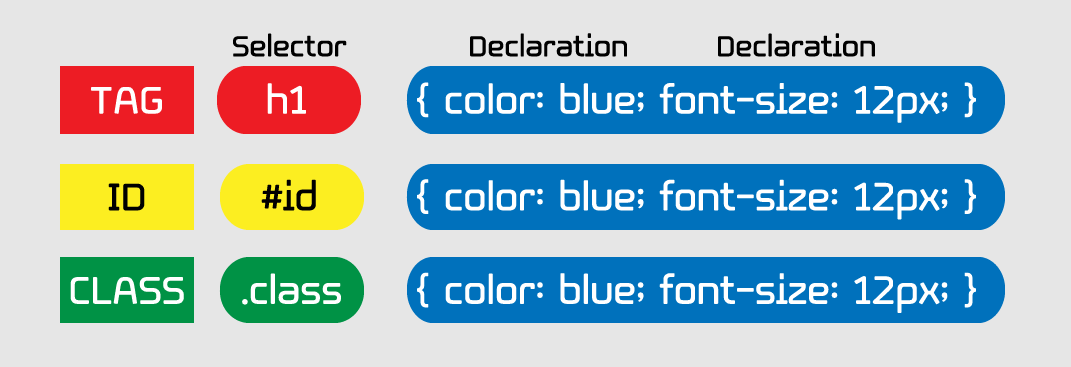 Selector Declaration Declaration
TAG h1 { color: blue; font-size: 12px; }
ID #id { color: blue; font-size: 12px; }
CLASS .class { color: blue; font-size: 12px; }